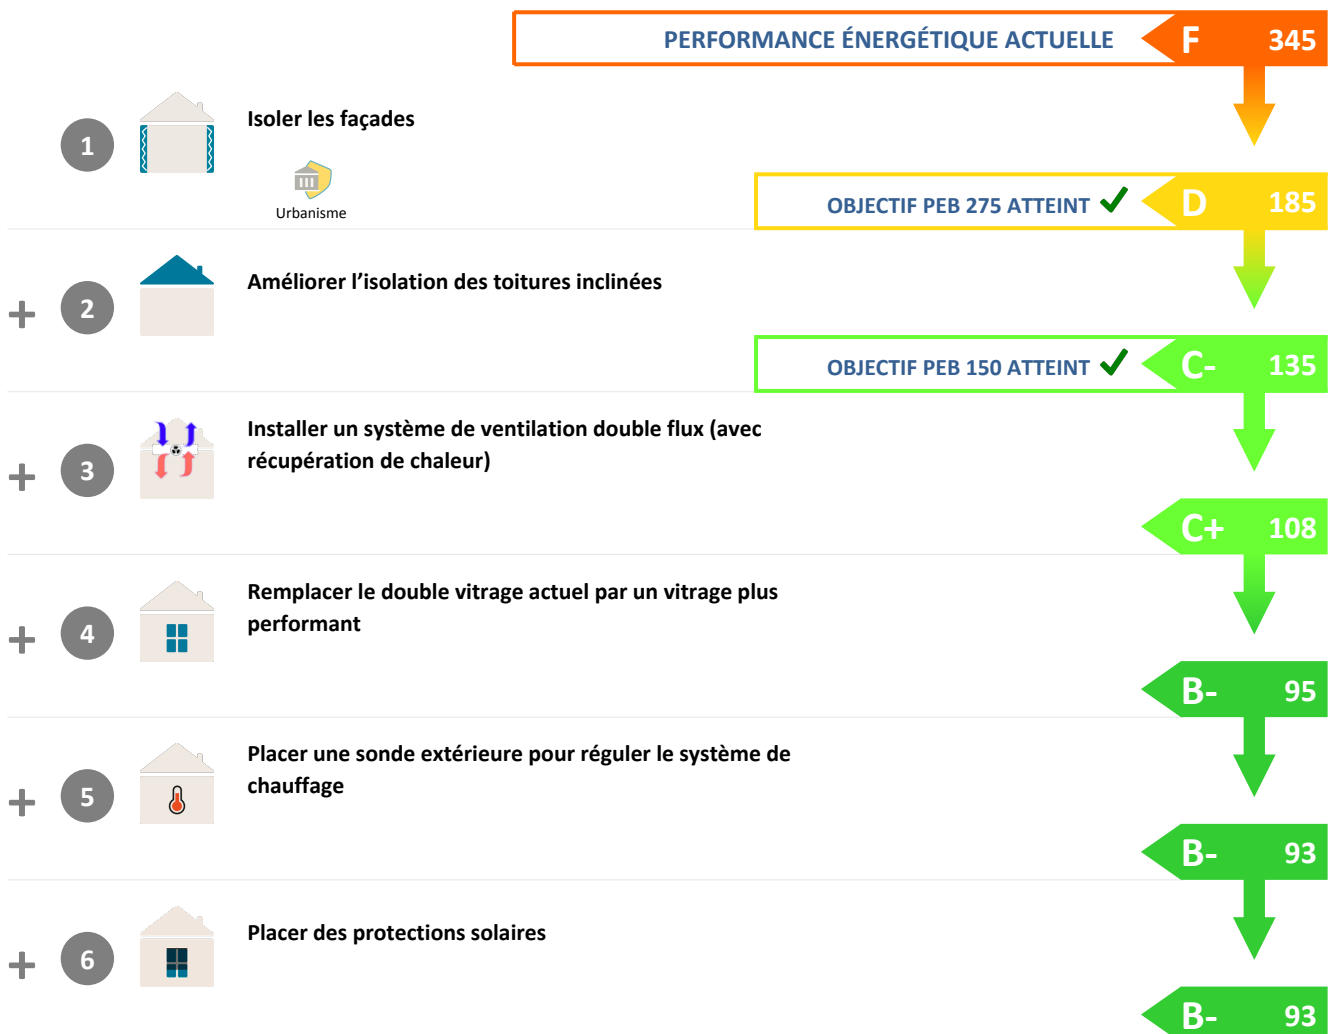 PERFORMANCE ÉNERGÉTIQUE ACTUELLE F 345
1 Isoler les façades
Urbanisme
OBJECTIF PEB 275 ATTEINT ✔ D 185
+ 2 Améliorer l’isolation des toitures inclinées
OBJECTIF PEB 150 ATTEINT ✔ C- 135
+ 3 Installer un système de ventilation double flux (avec
récupération de chaleur)
C+ 108
+ 4 Remplacer le double vitrage actuel par un vitrage plus
performant
B- 95
+ 5 Placer une sonde extérieure pour réguler le système de
chauffage
B- 93
+ 6 Placer des protections solaires
B- 93